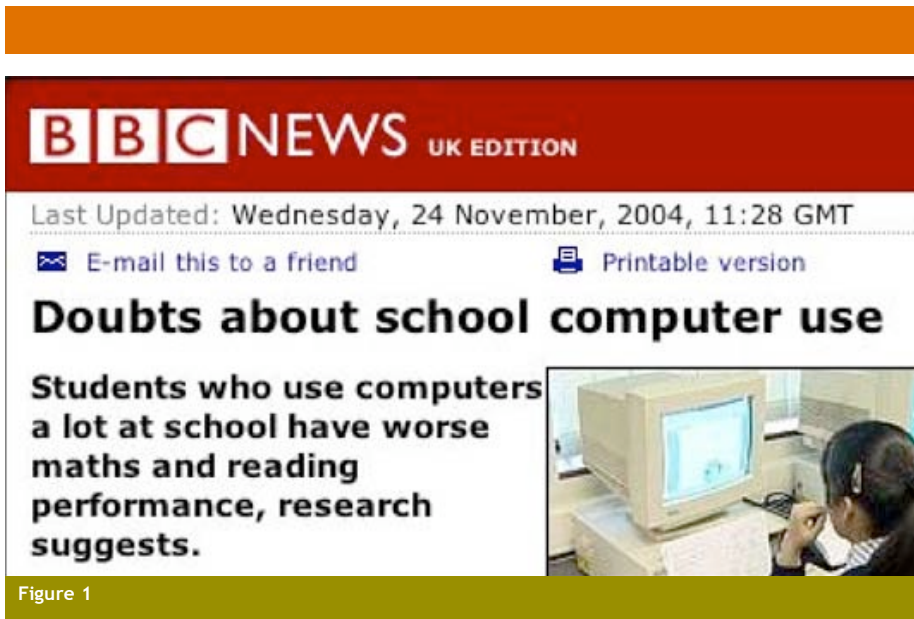 BBC NEWS UK EDITION
Last Updated: Wednesday, 24 November, 2004, 11:28 GMT
E-mail this to a friend Printable version
Doubts about school computer use
Students who use computers
a lot at school have worse
maths and reading
performance, research
suggests.
Figure 1